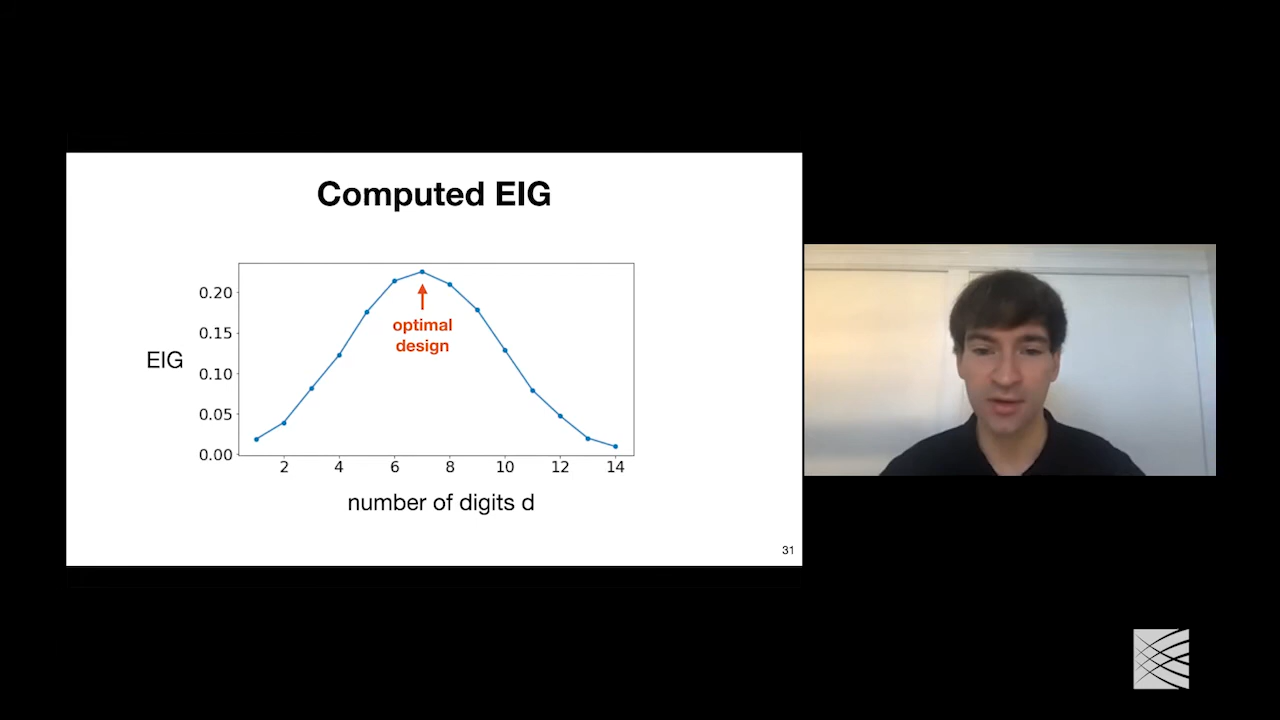 Computed EIG
0.20
0.15
0.10
0.05
0.00
EIG
optimal
design
2 4 6 8 10 12 14
number of digits d
31